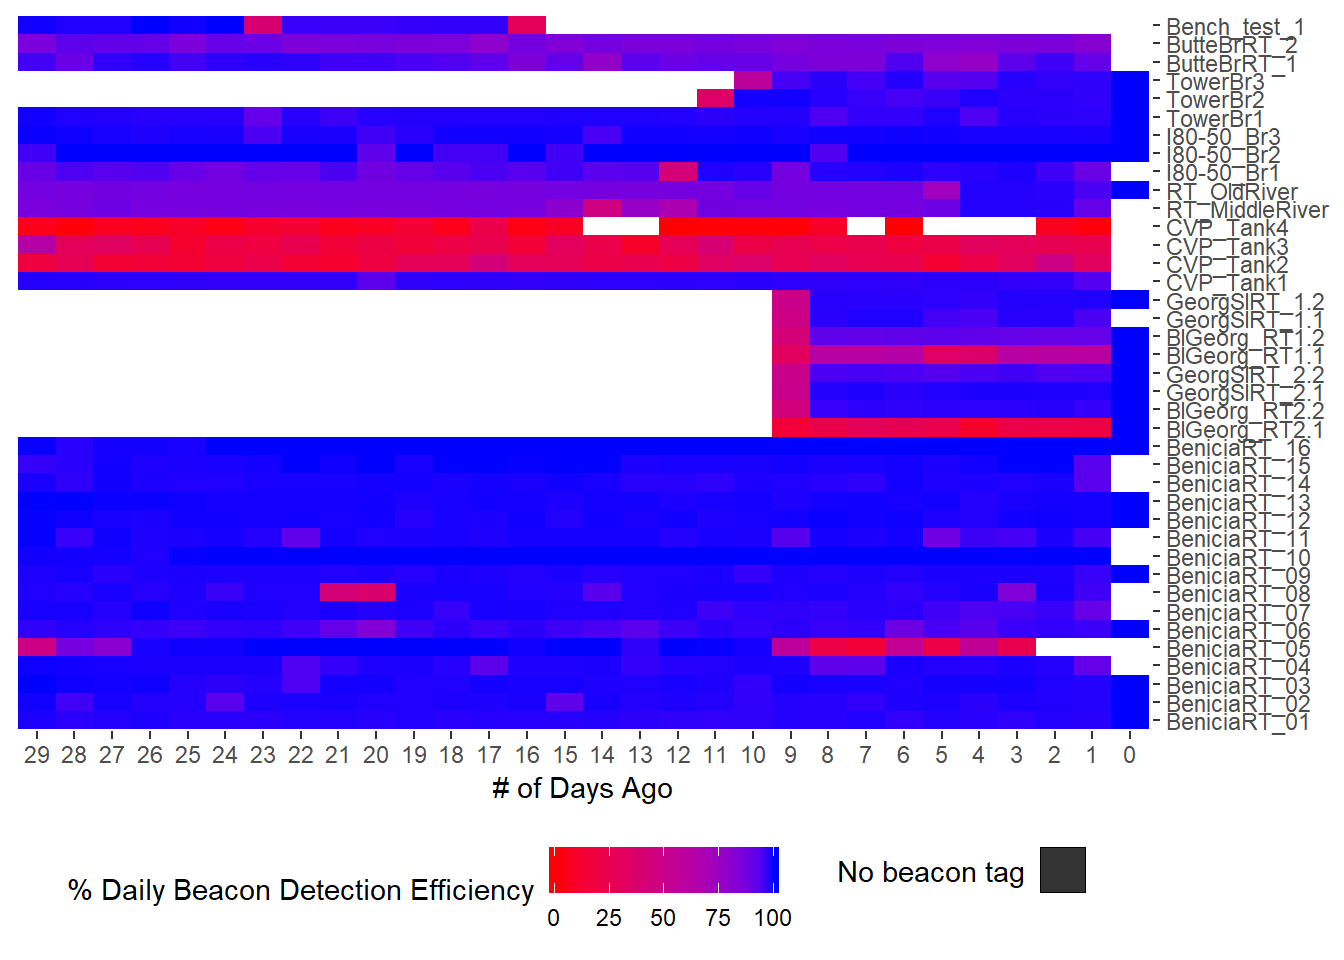 Bench_test_1
ButteBrRT_2
ButteBrRT_1
TowerBr3
TowerBr2
TowerBr1
I80-50_Br3
I80-50_Br2
I80-50_Br1
RT_OldRiver
RT_MiddleRiver
CVP_Tank4
CVP_Tank3
CVP_Tank2
CVP_Tank1
GeorgSlRT_1.2
GeorgSlRT_1.1
BlGeorg_RT1.2
BlGeorg_RT1.1
GeorgSlRT_2.2
GeorgSlRT_2.1
BlGeorg_RT2.2
BlGeorg_RT2.1
BeniciaRT_16
BeniciaRT_15
BeniciaRT_14
BeniciaRT_13
BeniciaRT_12
BeniciaRT_11
BeniciaRT_10
BeniciaRT_09
BeniciaRT_08
BeniciaRT_07
BeniciaRT_06
BeniciaRT_05
BeniciaRT_04
BeniciaRT_03
BeniciaRT_02
BeniciaRT_01
29 28 27 26 25 24 23 22 21 20 19 18 17 16 15 14 13 12 11 10 9 8 7 6 5 4 3 2 1 0
# of Days Ago
% Daily Beacon Detection Efficiency
0 25 50 75 100
No beacon tag